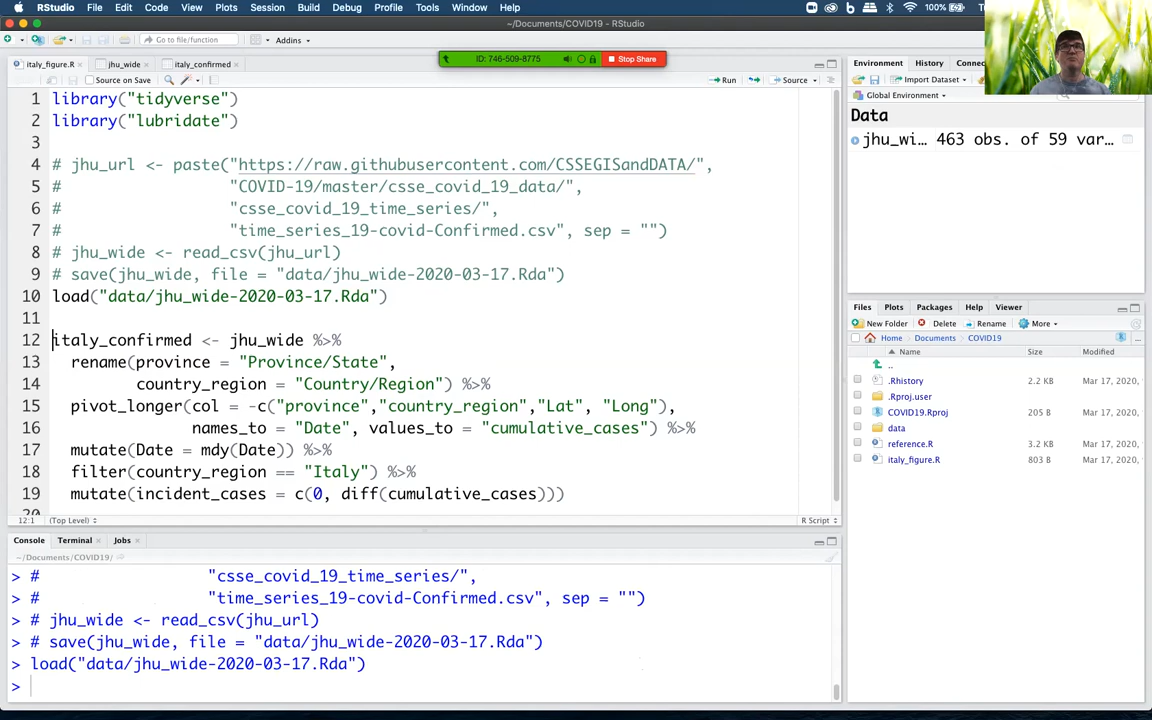 RStudio File Edit Code View Plots Session Build Debug Profile Tools Window Help 100%
~/Documents/COVID19 - RStudio
Go to file/function Addins
ID: 746-509-8775 Stop Share
italy_figure.R jhu_wide italy_confirmed
Source on Save Run Source
1 library("tidyverse")
2 library("lubridate")
3
4 # jhu_url <- paste("https://raw.githubusercontent.com/CSSEGISandDATA/",
5 # "COVID-19/master/csse_covid_19_data/",
6 # "csse_covid_19_time_series/",
7 # "time_series_19-covid-Confirmed.csv", sep = "")
8 # jhu_wide <- read_csv(jhu_url)
9 # save(jhu_wide, file = "data/jhu_wide-2020-03-17.Rda")
10 load("data/jhu_wide-2020-03-17.Rda")
11
12 italy_confirmed <- jhu_wide %>%
13 rename(province = "Province/State",
14 country_region = "Country/Region") %>%
15 pivot_longer(col = -c("province","country_region","Lat", "Long"),
16 names_to = "Date", values_to = "cumulative_cases") %>%
17 mutate(Date = mdy(Date)) %>%
18 filter(country_region == "Italy") %>%
19 mutate(incident_cases = c(0, diff(cumulative_cases)))
20
12:1 (Top Level) R Script
Console Terminal Jobs
~/Documents/COVID19/
> # "csse_covid_19_time_series/",
> # "time_series_19-covid-Confirmed.csv", sep = "")
> # jhu_wide <- read_csv(jhu_url)
> # save(jhu_wide, file = "data/jhu_wide-2020-03-17.Rda")
> load("data/jhu_wide-2020-03-17.Rda")
>
Environment History Connec
Import Dataset
Global Environment
Data
jhu_wi... 463 obs. of 59 var...
Files Plots Packages Help Viewer
New Folder Delete Rename More
Home Documents COVID19
Name Size Modified
..
.Rhistory 2.2 KB Mar 17, 2020,
.Rproj.user
COVID19.Rproj 205 B Mar 17, 2020,
data
reference.R 3.2 KB Mar 17, 2020,
italy_figure.R 803 B Mar 17, 2020,